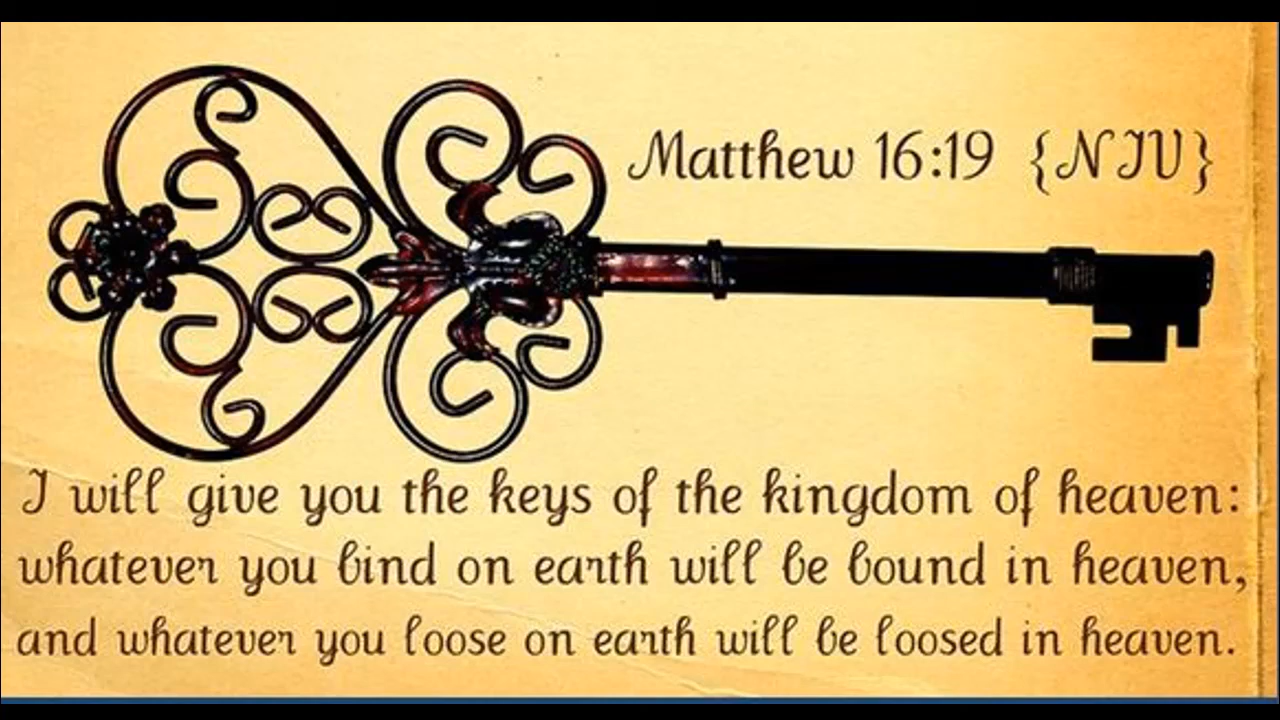 Matthew 16:19 {NIV}
I will give you the keys of the kingdom of heaven:
whatever you bind on earth will be bound in heaven,
and whatever you loose on earth will be loosed in heaven.